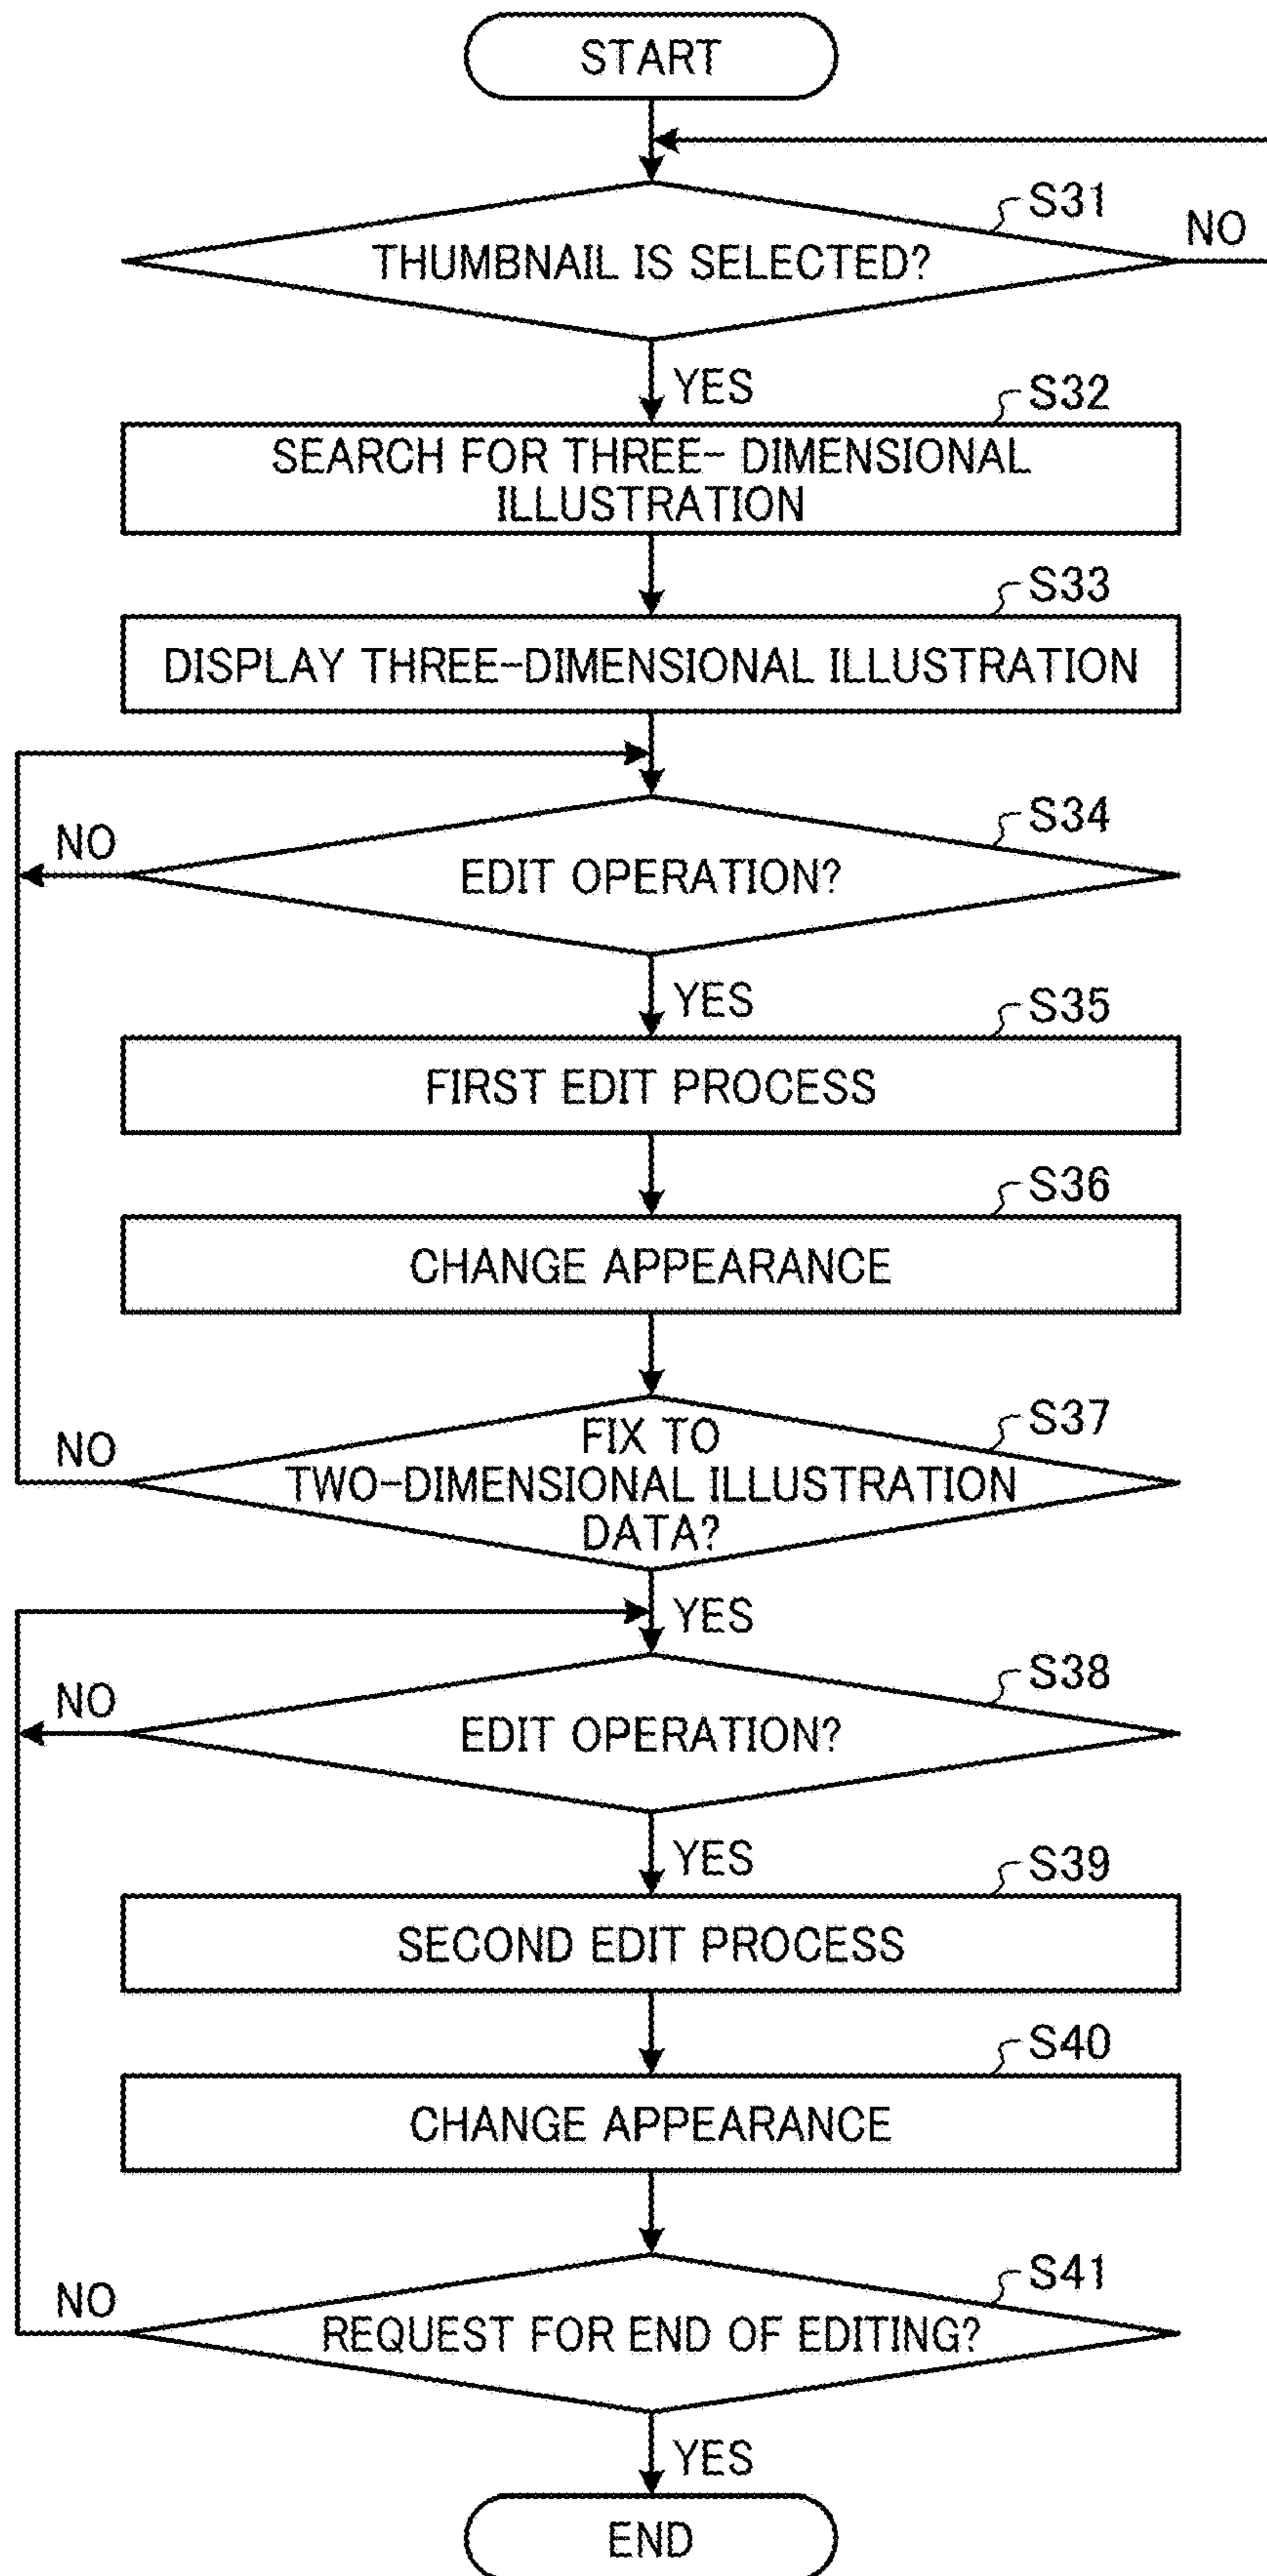 START
S31
NO
THUMBNAIL IS SELECTED?
YES
S32
SEARCH FOR THREE- DIMENSIONAL
ILLUSTRATION
S33
DISPLAY THREE-DIMENSIONAL ILLUSTRATION
S34
NO
EDIT OPERATION?
YES
S35
FIRST EDIT PROCESS
S36
CHANGE APPEARANCE
S37
NO
FIX TO
TWO-DIMENSIONAL ILLUSTRATION
DATA?
YES
S38
NO
EDIT OPERATION?
YES
S39
SECOND EDIT PROCESS
S40
CHANGE APPEARANCE
S41
NO
REQUEST FOR END OF EDITING?
YES
END